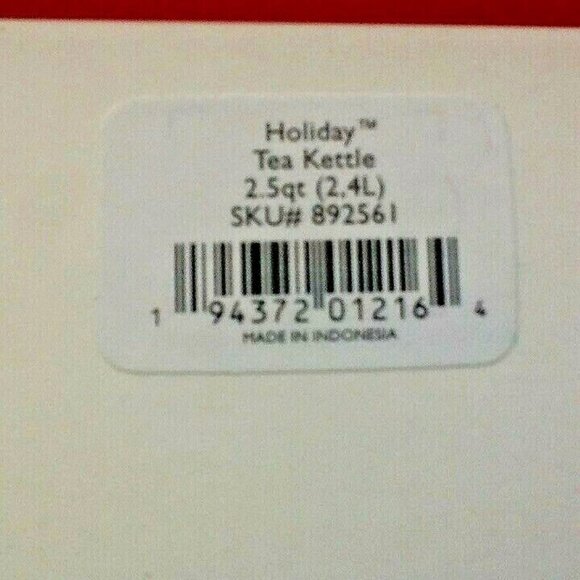 Holiday™
Tea Kettle
2.5qt (2.4L)
SKU# 892561
1 94372 01216 4
MADE IN INDONESIA